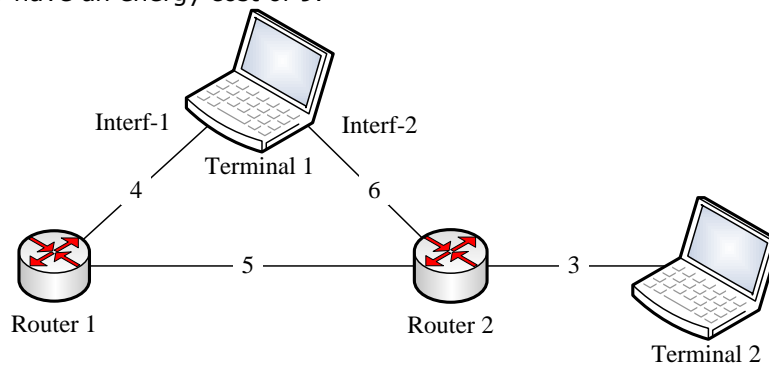 have an energy cost of 9.
Interf-1
Interf-2
Terminal 1
4
6
5
3
Router 1
Router 2
Terminal 2